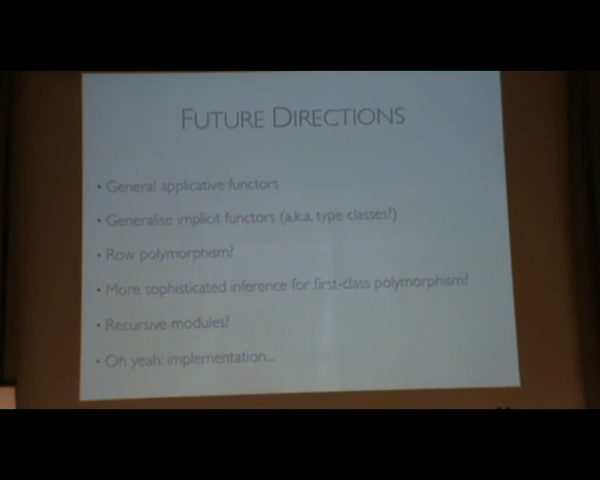 FUTURE DIRECTIONS
• General applicative functors
• Generalise implicit functors (a.k.a. type classes?)
• Row polymorphism?
• More sophisticated inference for first-class polymorphism?
• Recursive modules?
• Oh yeah: implementation...